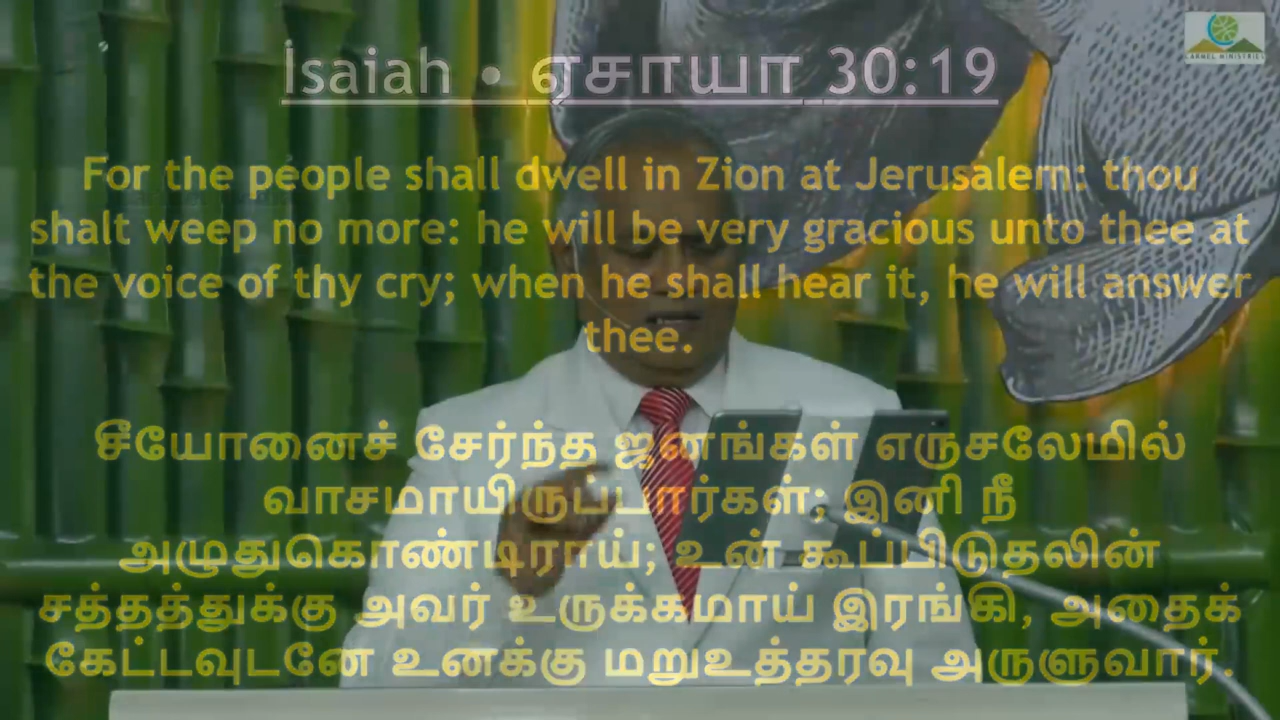 Isaiah • ஏசாயா 30:19
CARMEL MINISTRIES
For the people shall dwell in Zion at Jerusalem: thou
shalt weep no more: he will be very gracious unto thee at
the voice of thy cry; when he shall hear it, he will answer
thee.
சீயோனைச் சேர்ந்த ஜனங்கள் எருசலேமில்
வாசமாயிருப்பார்கள்; இனி நீ
அழுதுகொண்டிராய்; உன் கூப்பிடுதலின்
சத்தத்துக்கு அவர் உருக்கமாய் இரங்கி, அதைக்
கேட்டவுடனே உனக்கு மறுஉத்தரவு அருளுவார்.